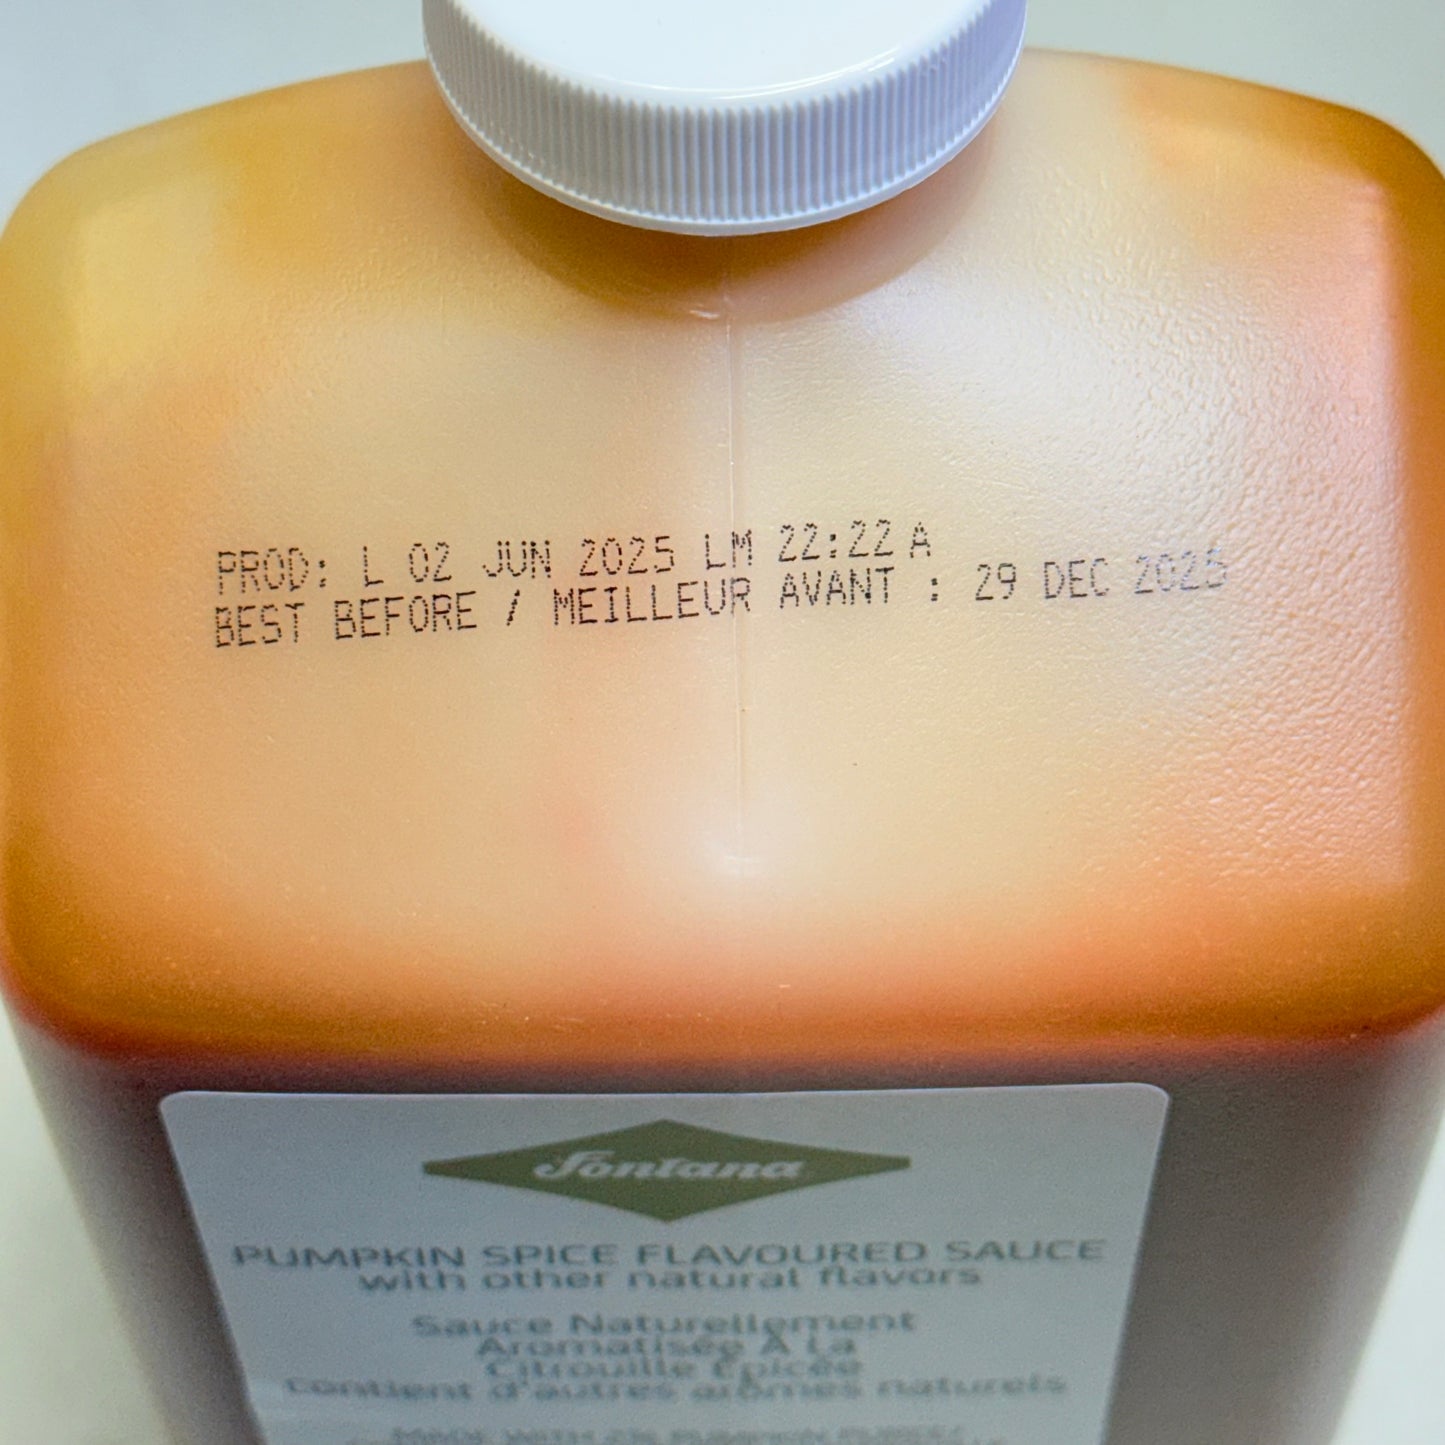 PROD: L 02 JUN 2025 LM 22:22 A
BEST BEFORE / MEILLEUR AVANT : 29 DEC 2025
Fontana
PUMPKIN SPICE FLAVOURED SAUCE
with other natural flavors
Sauce Naturellement
Aromatisée À La
Citrouille Épicée
Contient d'autres arômes naturels